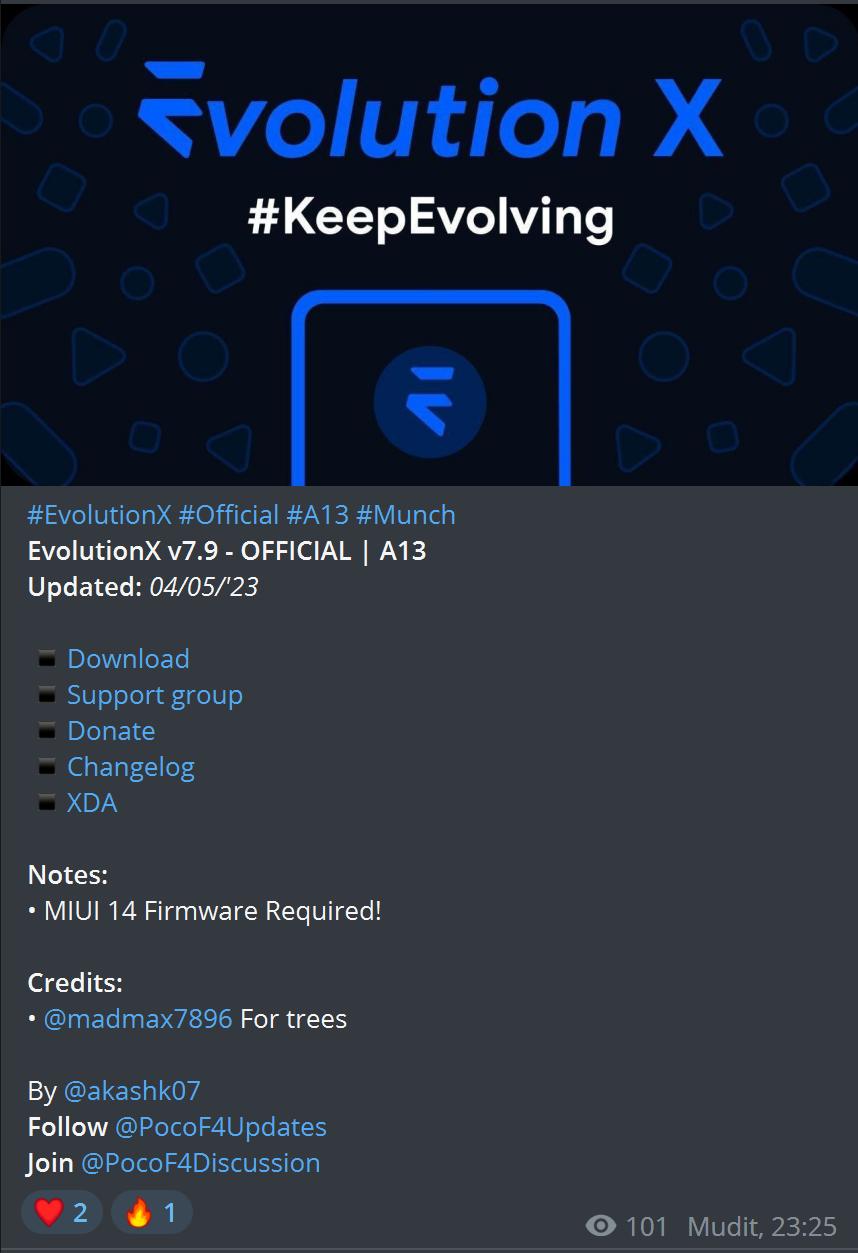 Evolution X
#KeepEvolving
#EvolutionX #Official #A13 #Munch
EvolutionX v7.9 - OFFICIAL | A13
Updated: 04/05/'23
▪ Download
▪ Support group
▪ Donate
▪ Changelog
▪ XDA
Notes:
• MIUI 14 Firmware Required!
Credits:
• @madmax7896 For trees
By @akashk07
Follow @PocoF4Updates
Join @PocoF4Discussion
❤️ 2 🔥 1
101 Mudit, 23:25